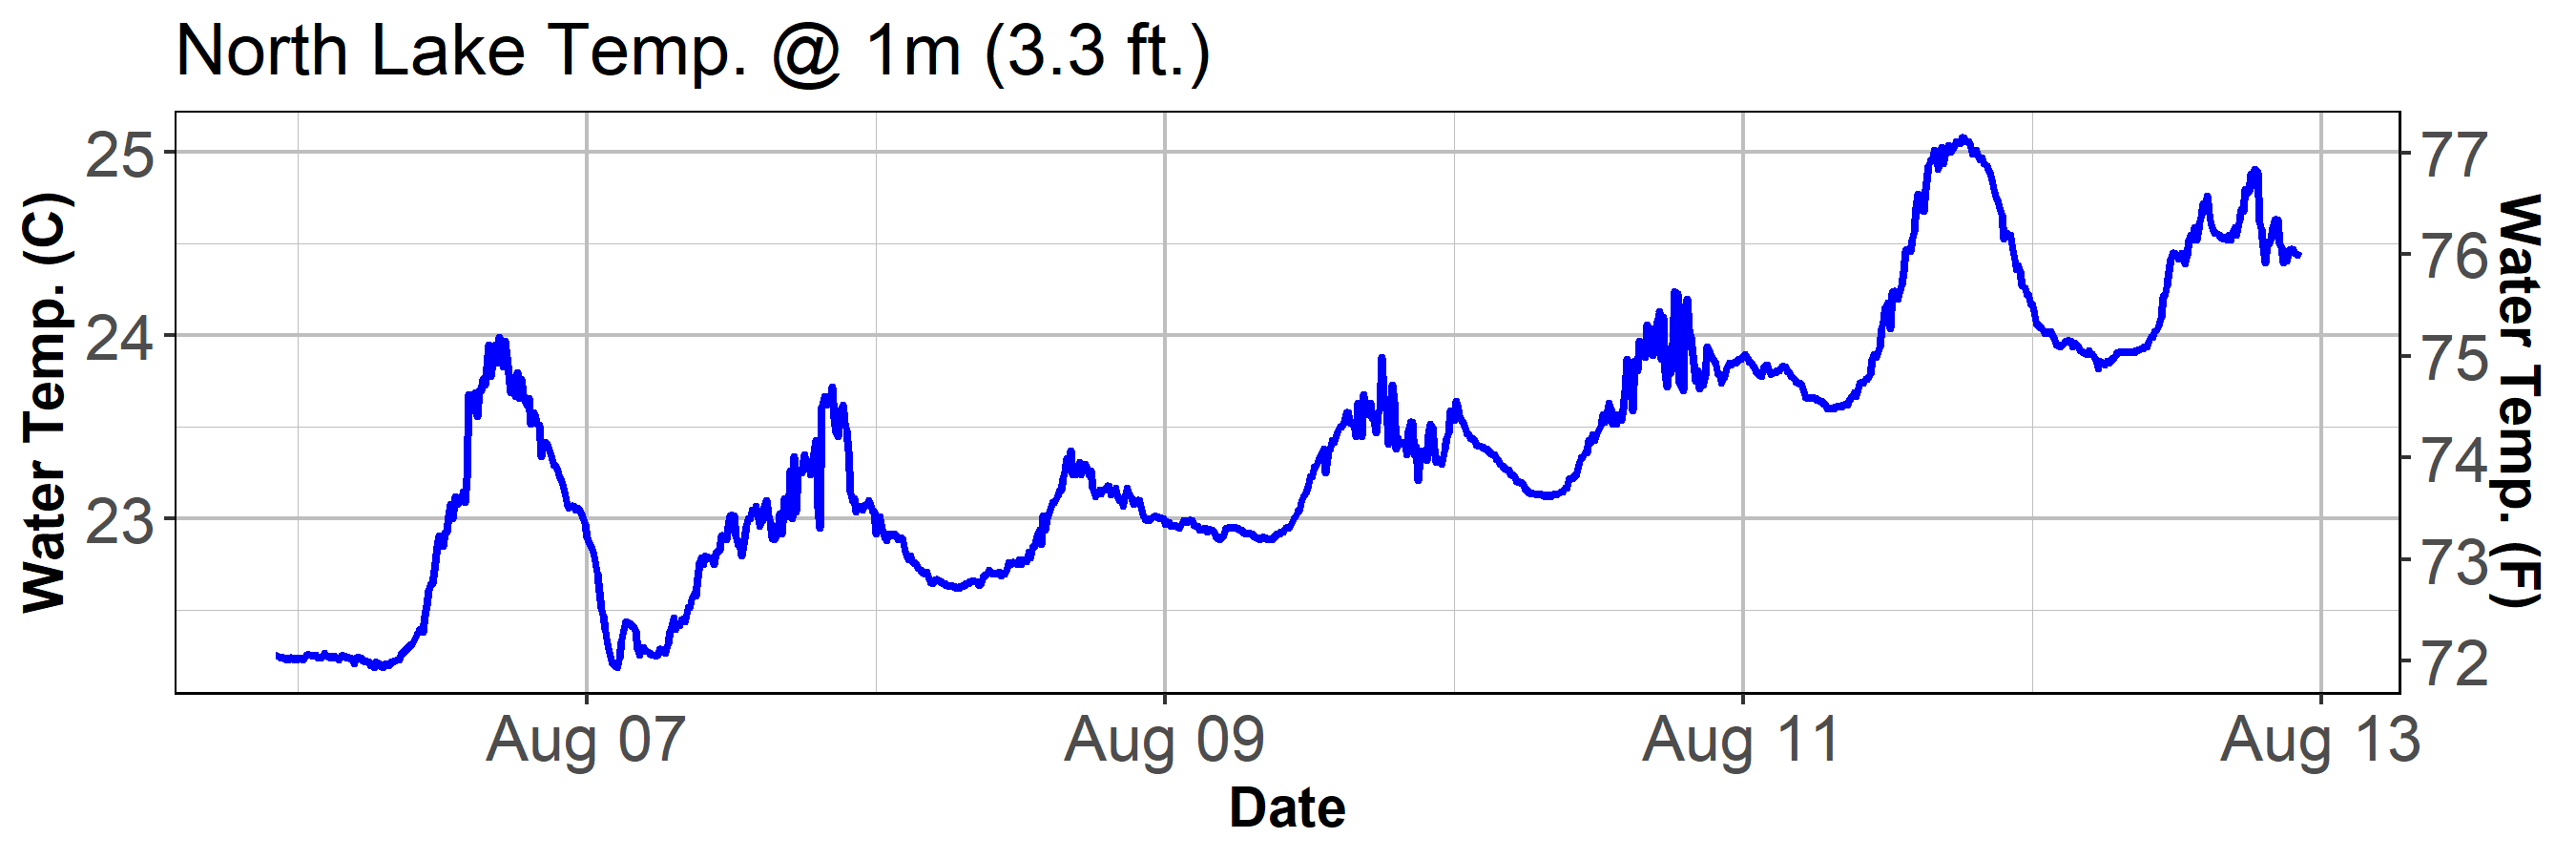 North Lake Temp. @ 1m (3.3 ft.)
25
24
23
Water Temp. (C)
77
76
75
74
73
72
Water Temp. (F)
Aug 07
Aug 09
Aug 11
Aug 13
Date